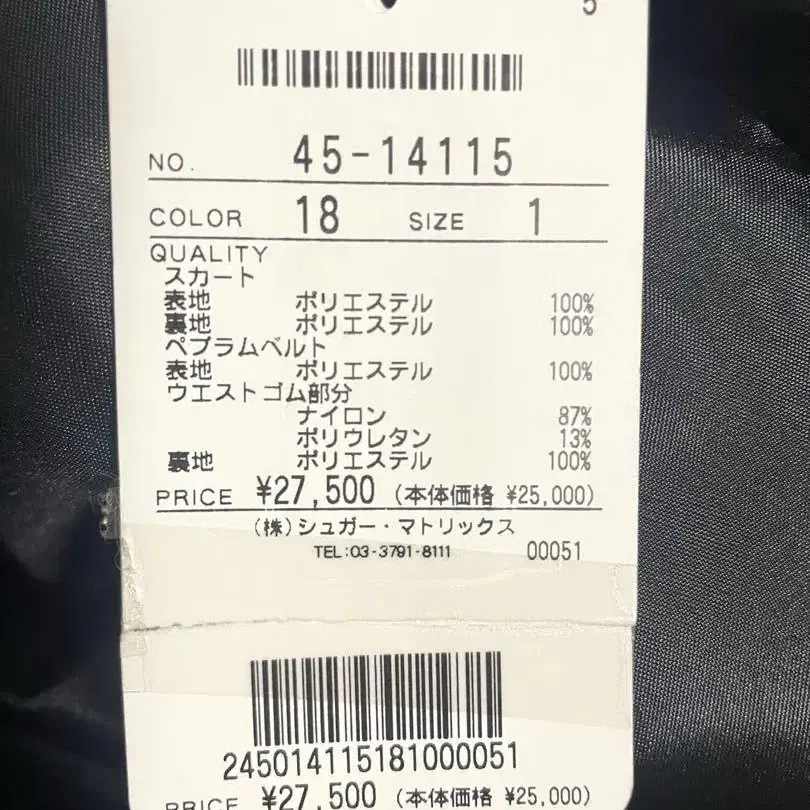 5
NO. 45-14115
COLOR 18 SIZE 1
QUALITY
スカート
表地 ポリエステル 100%
裏地 ポリエステル 100%
ペプラムベルト
表地 ポリエステル 100%
ウエストゴム部分
ナイロン 87%
ポリウレタン 13%
裏地 ポリエステル 100%
PRICE ¥27,500 (本体価格 ¥25,000)
(株)シュガー・マトリックス
TEL:03-3791-8111 00051
245014115181000051
PRICE ¥27,500 (本体価格 ¥25,000)